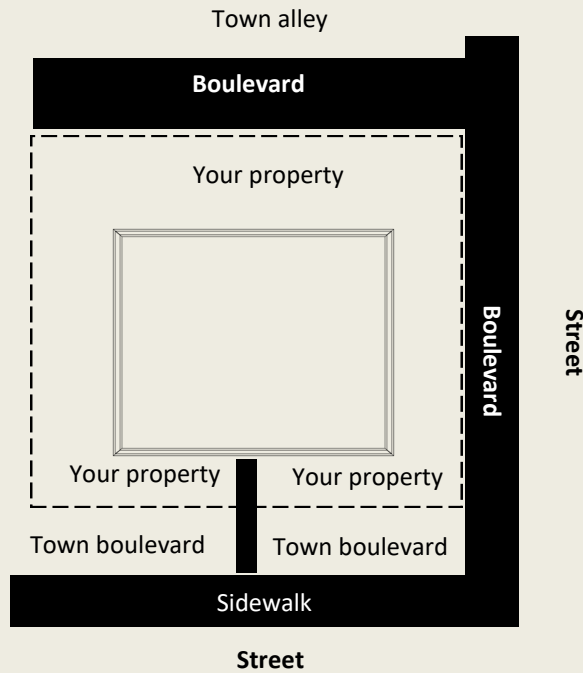 Town alley
Boulevard
Your property
Boulevard
Street
Your property
Your property
Town boulevard
Town boulevard
Sidewalk
Street